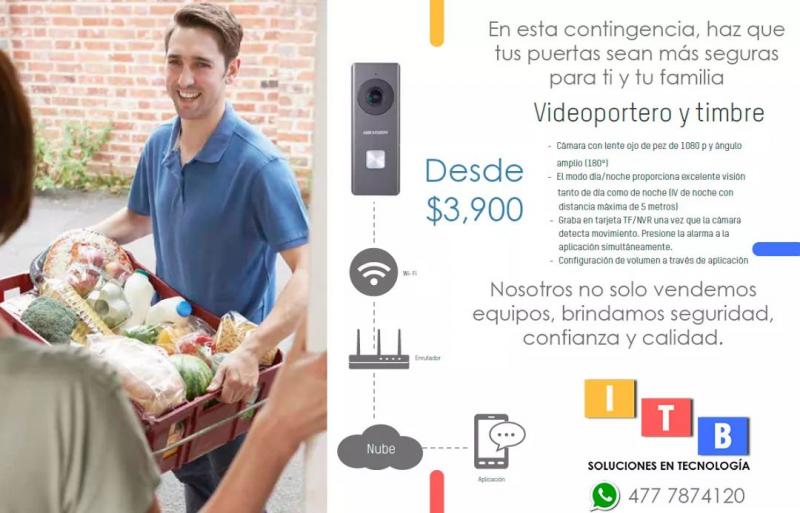 En esta contingencia, haz que
tus puertas sean más seguras
para ti y tu familia
Videoportero y timbre
- Cámara con lente ojo de pez de 1080 p y ángulo
amplio (180°)
- El modo día/noche proporciona excelente visión
tanto de día como de noche (IV de noche con
distancia máxima de 5 metros)
- Graba en tarjeta TF/NVR una vez que la cámara
detecta movimiento. Presione la alarma a la
aplicación simultáneamente.
- Configuración de volumen a través de aplicación
HIKVISION
Desde
$3,900
Wi-Fi
Enrutador
Nube
Aplicación
Nosotros no solo vendemos
equipos, brindamos seguridad,
confianza y calidad.
I T B
SOLUCIONES EN TECNOLOGÍA
477 7874120